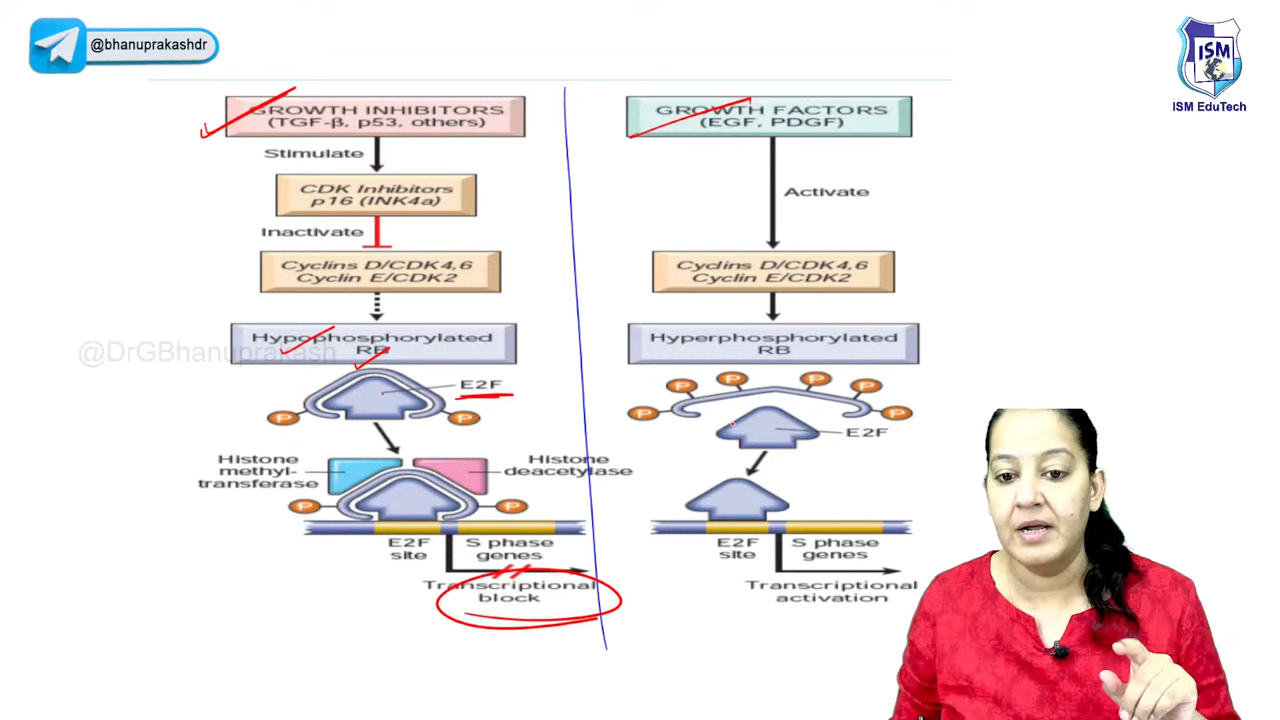 @bhanuprakashdr
ISM
ISM EduTech
GROWTH INHIBITORS
(TGF-β, p53, others)
Stimulate
CDK Inhibitors
p16 (INK4a)
Inactivate
Cyclins D/CDK4,6
Cyclin E/CDK2
Hypophosphorylated
RB
@DrGBhanuprakash
E2F
P
P
Histone
methyl-
transferase
Histone
deacetylase
P
P
E2F
site
S phase
genes
Transcriptional
block
GROWTH FACTORS
(EGF, PDGF)
Activate
Cyclins D/CDK4,6
Cyclin E/CDK2
Hyperphosphorylated
RB
P
P
P
P
P
P
E2F
E2F
site
S phase
genes
Transcriptional
activation